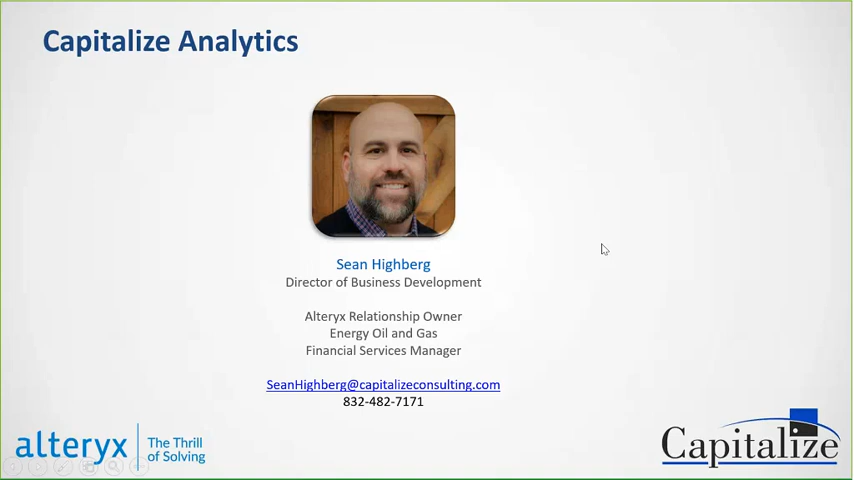 Capitalize Analytics
Sean Highberg
Director of Business Development
Alteryx Relationship Owner
Energy Oil and Gas
Financial Services Manager
SeanHighberg@capitalizeconsulting.com
832-482-7171
alteryx
The Thrill
of Solving
Capitalize